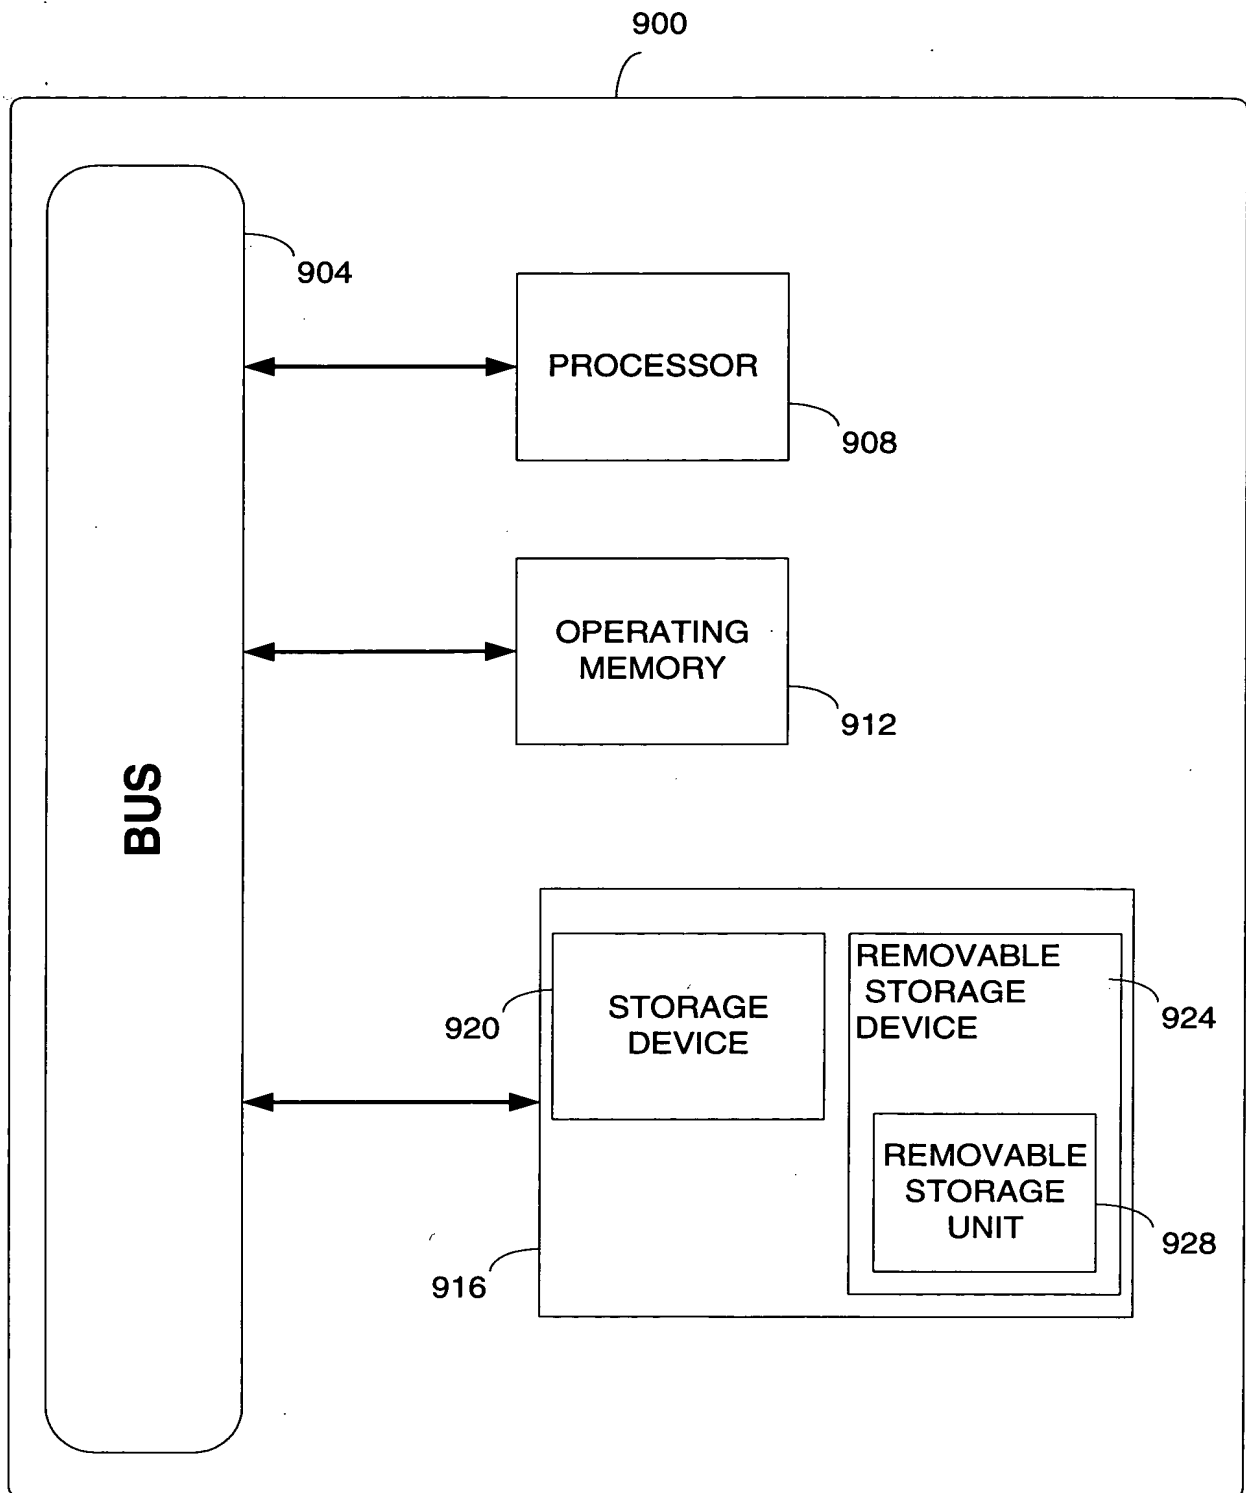 900
904
PROCESSOR
908
OPERATING
MEMORY
912
BUS
REMOVABLE
STORAGE
DEVICE
924
920
STORAGE
DEVICE
REMOVABLE
STORAGE
UNIT
928
916